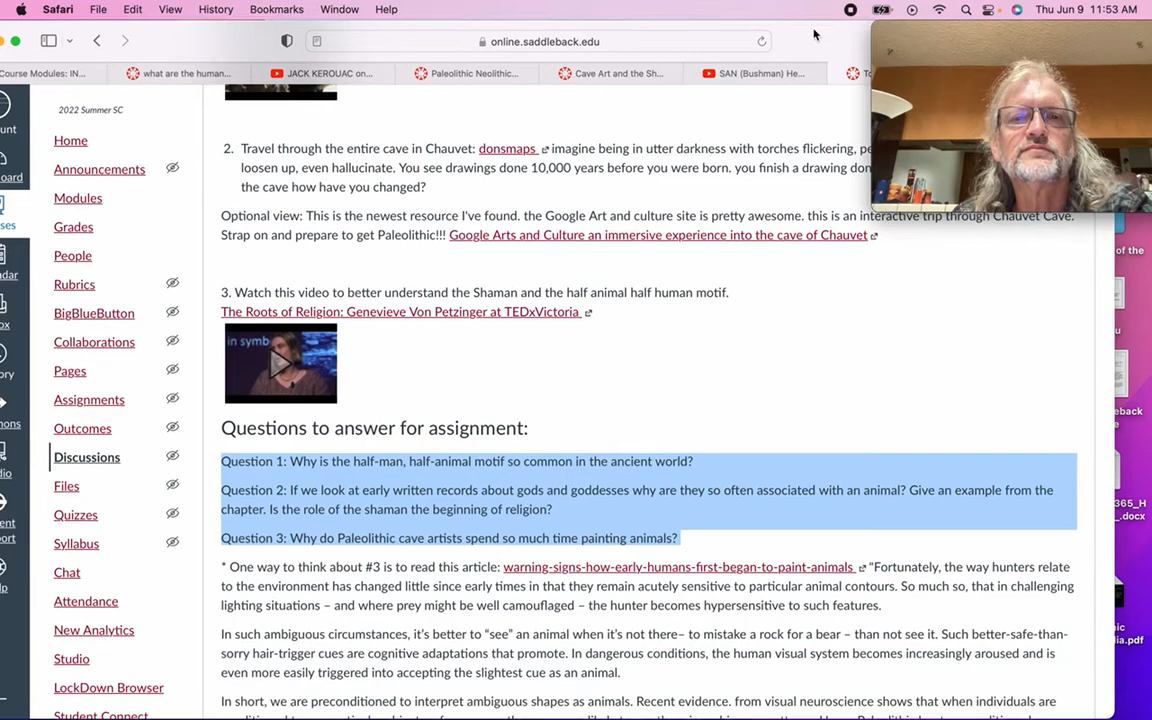 Safari File Edit View History Bookmarks Window Help Thu Jun 9 11:53 AM
online.saddleback.edu
Course Modules: IN... what are the human... JACK KEROUAC on... Paleolithic Neolithic... Cave Art and the Sh... SAN (Bushman) He...
2022 Summer SC
Home
Announcements
Modules
Grades
People
Rubrics
BigBlueButton
Collaborations
Pages
Assignments
Outcomes
Discussions
Files
Quizzes
Syllabus
Chat
Attendance
New Analytics
Studio
LockDown Browser
Student Connect
2. Travel through the entire cave in Chauvet: donsmaps imagine being in utter darkness with torches flickering,
loosen up, even hallucinate. You see drawings done 10,000 years before you were born. you finish a drawing
the cave how have you changed?
Optional view: This is the newest resource I've found. the Google Art and culture site is pretty awesome. this is an interactive trip through Chauvet Cave.
Strap on and prepare to get Paleolithic!!! Google Arts and Culture an immersive experience into the cave of Chauvet
3. Watch this video to better understand the Shaman and the half animal half human motif.
The Roots of Religion: Genevieve Von Petzinger at TEDxVictoria
in symb
Questions to answer for assignment:
Question 1: Why is the half-man, half-animal motif so common in the ancient world?
Question 2: If we look at early written records about gods and goddesses why are they so often associated with an animal? Give an example from the
chapter. Is the role of the shaman the beginning of religion?
Question 3: Why do Paleolithic cave artists spend so much time painting animals?
* One way to think about #3 is to read this article: warning-signs-how-early-humans-first-began-to-paint-animals "Fortunately, the way hunters relate
to the environment has changed little since early times in that they remain acutely sensitive to particular animal contours. So much so, that in challenging
lighting situations – and where prey might be well camouflaged – the hunter becomes hypersensitive to such features.
In such ambiguous circumstances, it's better to “see” an animal when it's not there– to mistake a rock for a bear – than not see it. Such better-safe-than-
sorry hair-trigger cues are cognitive adaptations that promote. In dangerous conditions, the human visual system becomes increasingly aroused and is
even more easily triggered into accepting the slightest cue as an animal.
In short, we are preconditioned to interpret ambiguous shapes as animals. Recent evidence. from visual neuroscience shows that when individuals are
of the
back
365_H
_.docx
ia.pdf